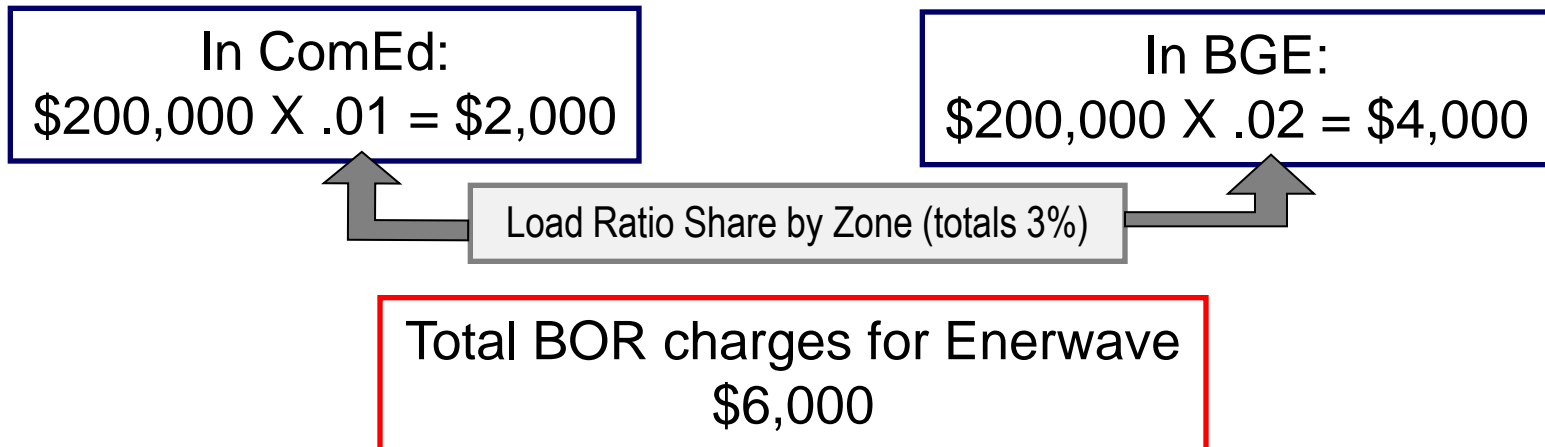 In ComEd:
$200,000 X .01 = $2,000
In BGE:
$200,000 X .02 = $4,000
Load Ratio Share by Zone (totals 3%)
Total BOR charges for Enerwave
$6,000